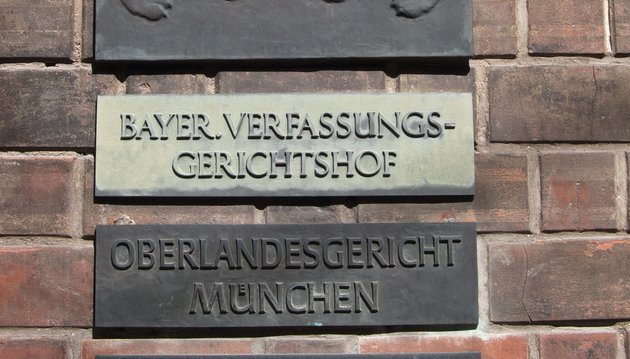 BAYER. VERFASSUNGS-
GERICHTSHOF
OBERLANDESGERICHT
MÜNCHEN